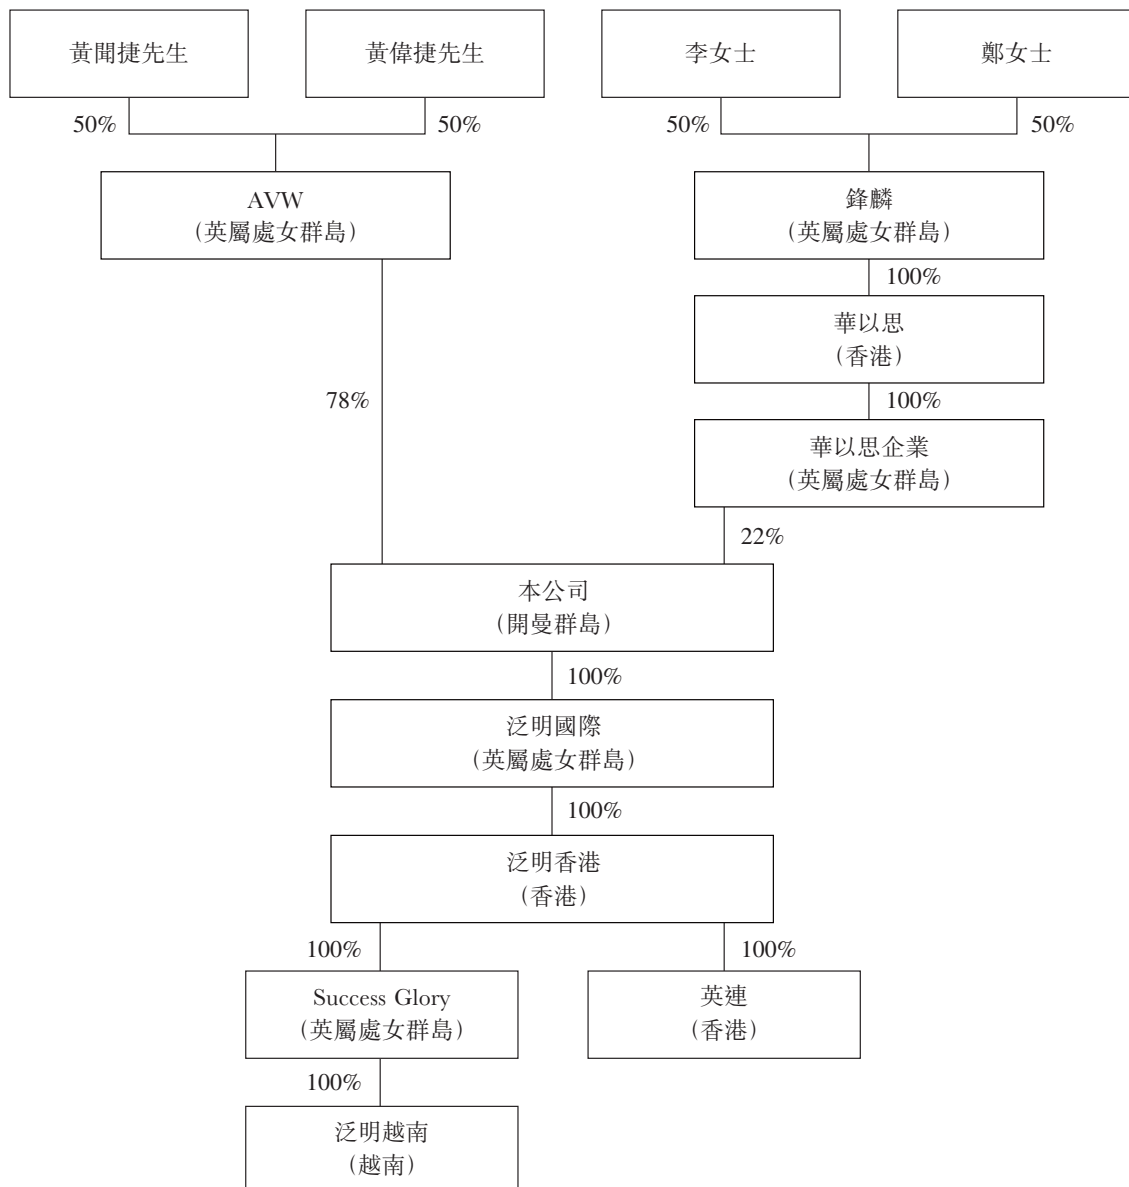 黃聞捷先生
黃偉捷先生
李女士
鄭女士
50%
50%
50%
50%
AVW
(英屬處女群島)
鋒麟
(英屬處女群島)
100%
華以思
(香港)
78%
100%
華以思企業
(英屬處女群島)
22%
本公司
(開曼群島)
100%
泛明國際
(英屬處女群島)
100%
泛明香港
(香港)
100%
100%
Success Glory
(英屬處女群島)
英連
(香港)
100%
泛明越南
(越南)